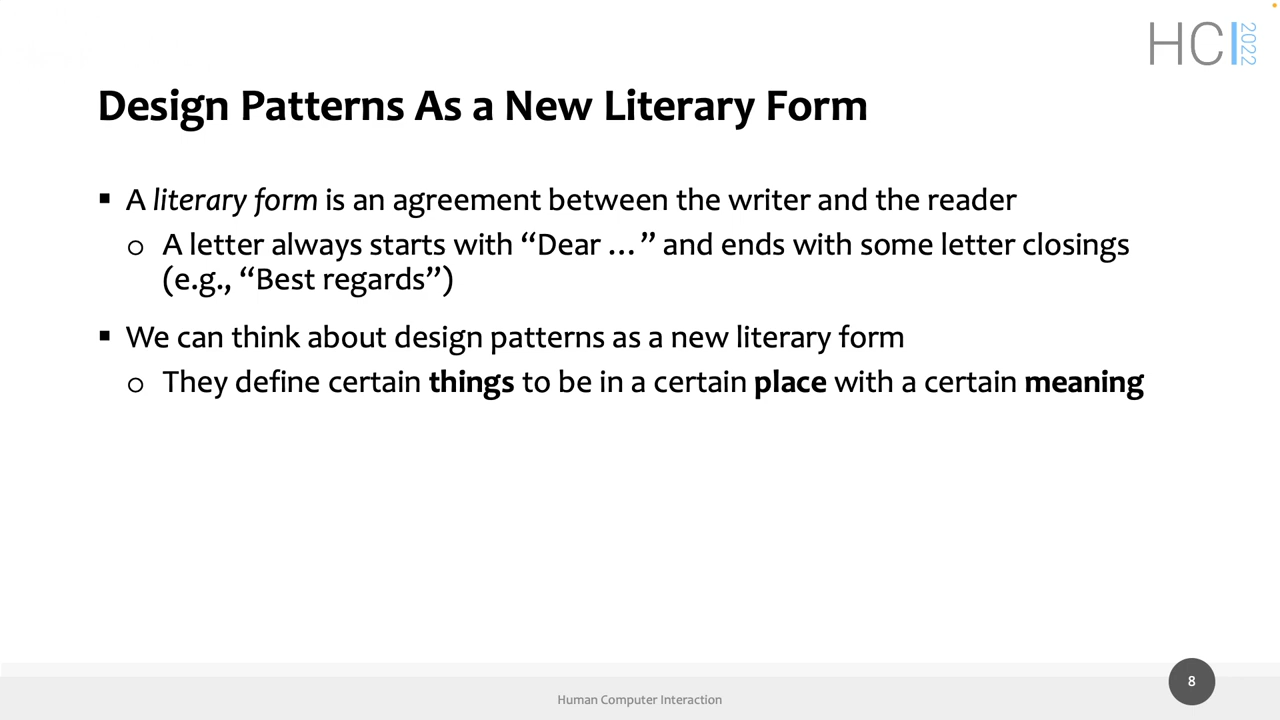 HCI 2022
Design Patterns As a New Literary Form
▪ A literary form is an agreement between the writer and the reader
o A letter always starts with “Dear … ” and ends with some letter closings
(e.g., “Best regards”)
▪ We can think about design patterns as a new literary form
o They define certain things to be in a certain place with a certain meaning
Human Computer Interaction
8